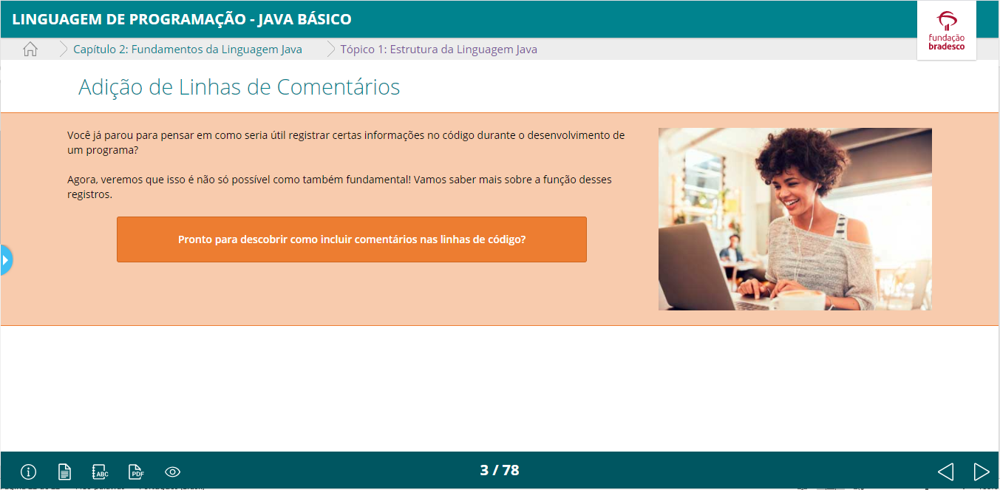 LINGUAGEM DE PROGRAMAÇÃO - JAVA BÁSICO
fundação
bradesco
Capítulo 2: Fundamentos da Linguagem Java
Tópico 1: Estrutura da Linguagem Java
Adição de Linhas de Comentários
Você já parou para pensar em como seria útil registrar certas informações no código durante o desenvolvimento de
um programa?
Agora, veremos que isso é não só possível como também fundamental! Vamos saber mais sobre a função desses
registros.
Pronto para descobrir como incluir comentários nas linhas de código?
ABC
PDF
3 / 78